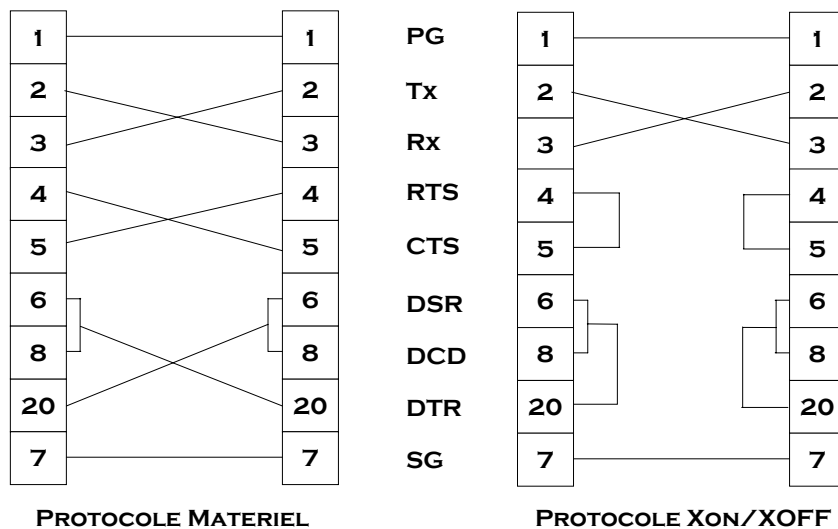 1 1 PG 1 1
2 2 Tx 2 2
3 3 Rx 3 3
4 4 RTS 4 4
5 5 CTS 5 5
6 6 DSR 6 6
8 8 DCD 8 8
20 20 DTR 20 20
7 7 SG 7 7
PROTOCOLE MATERIEL PROTOCOLE XON/XOFF